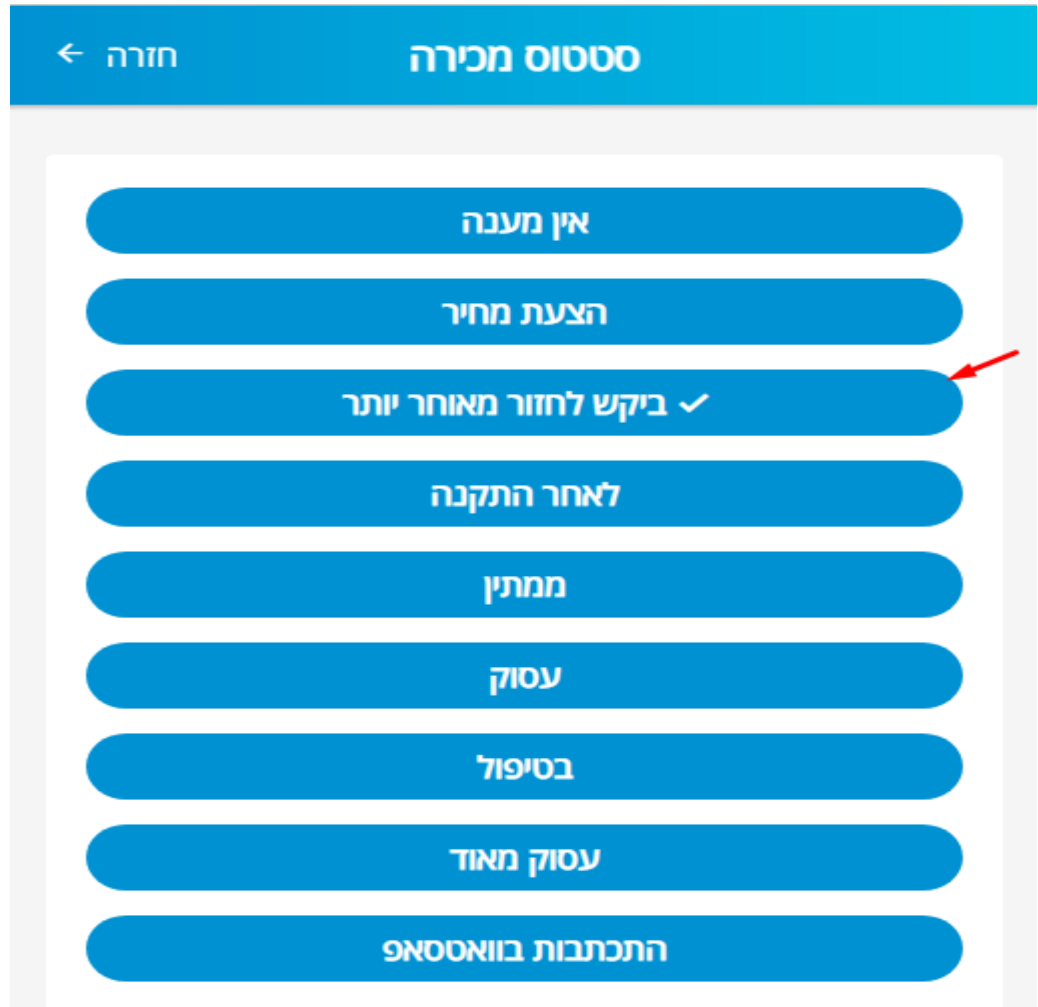 סטטוס מכירה
חזרה
אין מענה
הצעת מחיר
ביקש לחזור מאוחר יותר
לאחר התקנה
ממתין
עסוק
בטיפול
עסוק מאוד
התכתבות בוואטסאפ